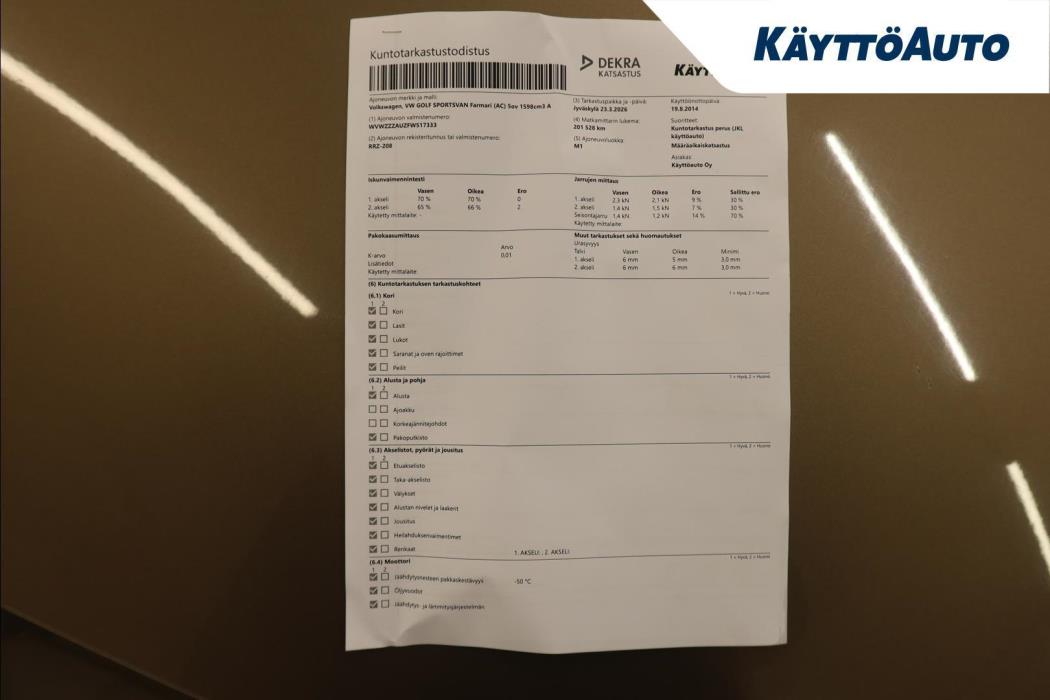 KÄYTTÖAUTO
Kuntotarkastustodistus
DEKRA
KATSASTUS
KÄYT
Ajoneuvon merkki ja malli:
Volkswagen, VW GOLF SPORTSVAN Farmari (AC) 5ov 1598cm3 A
(1) Ajoneuvon valmistenumero:
WVWZZZAUZFW517333
(2) Ajoneuvon rekisteritunnus tai valmistenumero:
RRZ-208
(3) Tarkastuspaikka ja -päivä:
Jyväskylä 23.3.2026
(4) Matkamittarin lukema:
201 528 km
(5) Ajoneuvoluokka:
M1
Käyttöönottopäivä:
19.8.2014
Suoritteet:
Kuntotarkastus perus (JKL
käyttöauto)
Määräaikaiskatsastus
Asiakas:
Käyttöauto Oy
Iskunvaimennintesti
Vasen Oikea Ero
1. akseli 70 % 70 % 0
2. akseli 65 % 66 % 2
Käytetty mittalaite: -
Jarrujen mittaus
Vasen Oikea Ero Sallittu ero
1. akseli 2,3 kN 2,1 kN 9 % 30 %
2. akseli 1,4 kN 1,5 kN 7 % 30 %
Seisontajarru 1,4 kN 1,2 kN 14 % 70 %
Käytetty mittalaite:
Pakokaasumittaus
Arvo
K-arvo 0,01
Lisätiedot
Käytetty mittalaite:
Muut tarkastukset sekä huomautukset
Urasyvyys
Talvi Vasen Oikea Minimi
1. akseli 6 mm 5 mm 3,0 mm
2. akseli 6 mm 6 mm 3,0 mm
(6) Kuntotarkastuksen tarkastuskohteet
(6.1) Kori 1 = Hyvä, 2 = Huono
1 2
Kori
Lasit
Lukot
Saranat ja oven rajoittimet
Peilit
(6.2) Alusta ja pohja 1 = Hyvä, 2 = Huono
1 2
Alusta
Ajoakku
Korkeajännitejohdot
Pakoputkisto
(6.3) Akselistot, pyörät ja jousitus 1 = Hyvä, 2 = Huono
1 2
Etuakselisto
Taka-akselisto
Välykset
Alustan nivelet ja laakerit
Jousitus
Heilahduksenvaimentimet
Renkaat 1. AKSELI: , 2. AKSELI:
(6.4) Moottori 1 = Hyvä, 2 = Huono
1 2
Jäähdytysnesteen pakkaskestävyys -50 °C
Öljyvuodot
Jäähdytys- ja lämmitysjärjestelmän